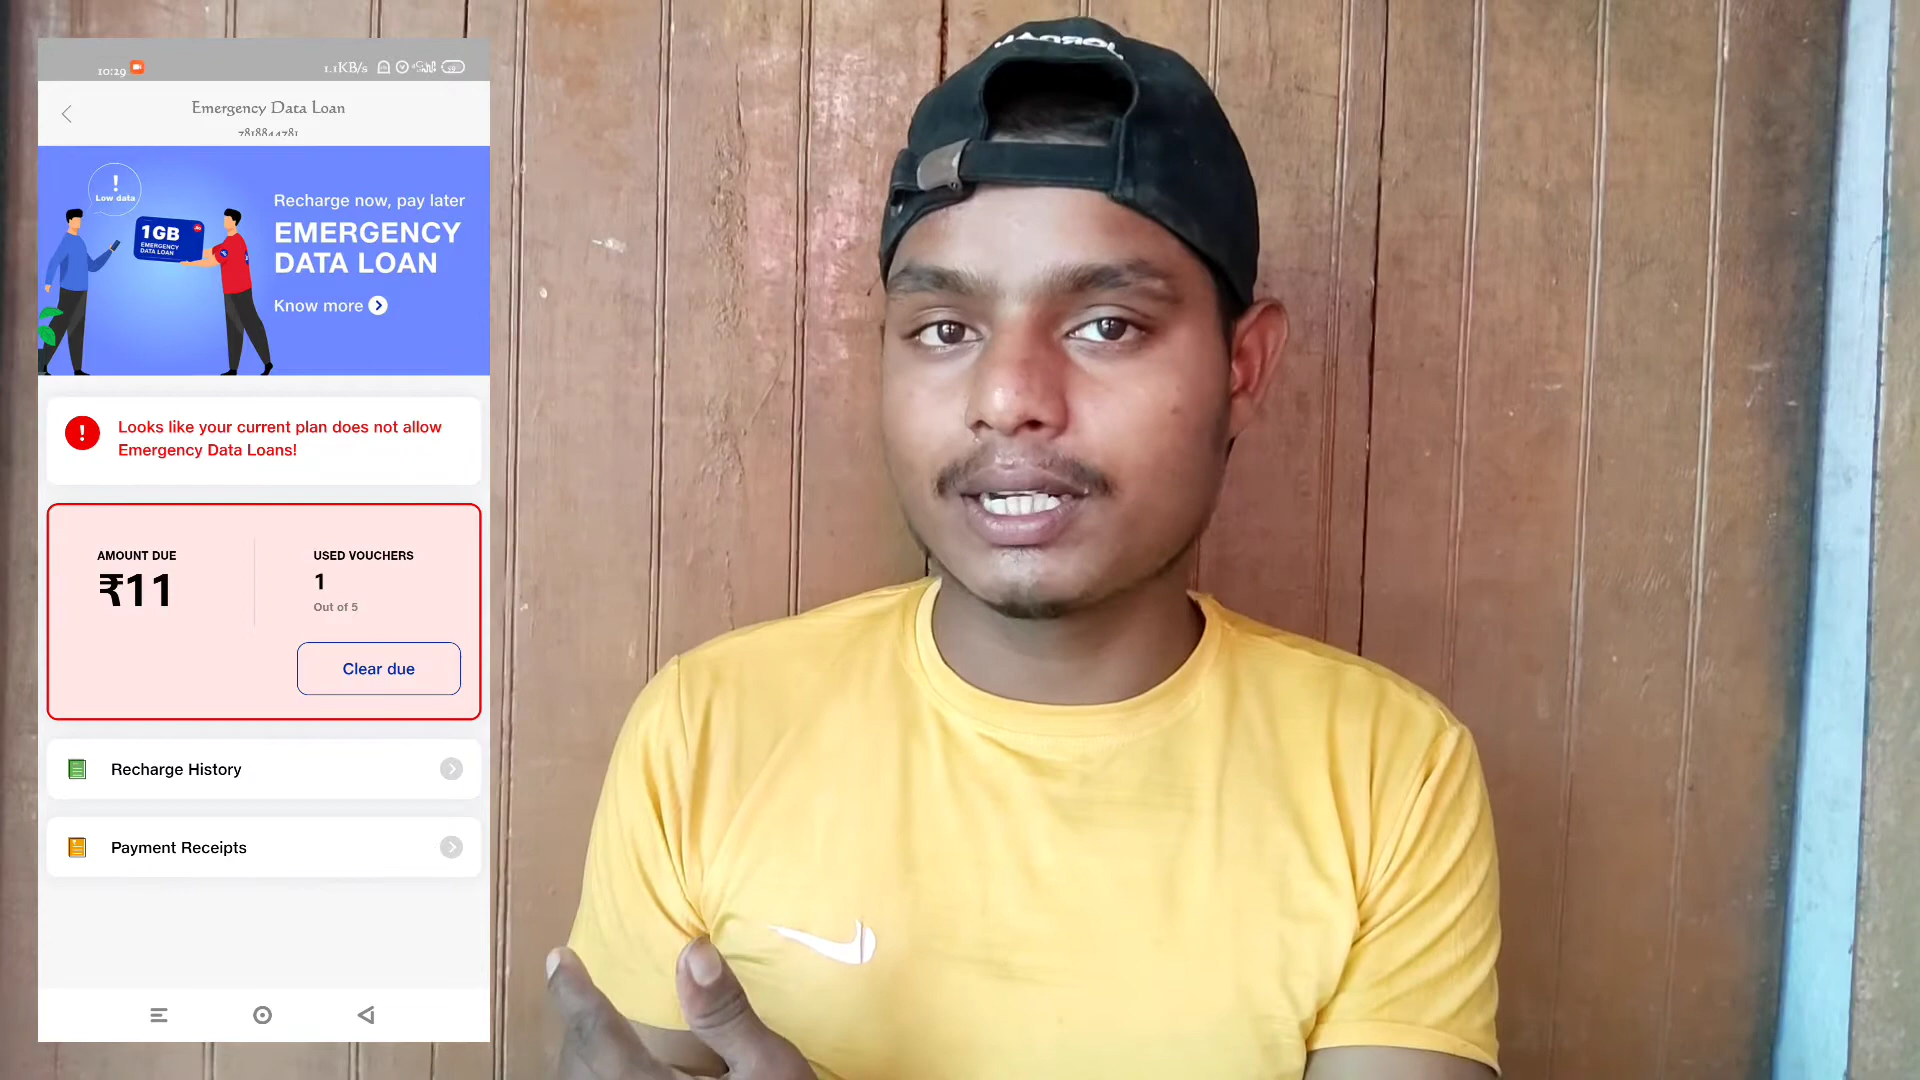 10:29
1.1KB/s
Emergency Data Loan
7818844781
!
Low data
1GB
EMERGENCY
DATA LOAN
Recharge now, pay later
EMERGENCY
DATA LOAN
Know more
! Looks like your current plan does not allow
Emergency Data Loans!
AMOUNT DUE
₹11
USED VOUCHERS
1
Out of 5
Clear due
Recharge History
Payment Receipts
JORDAN